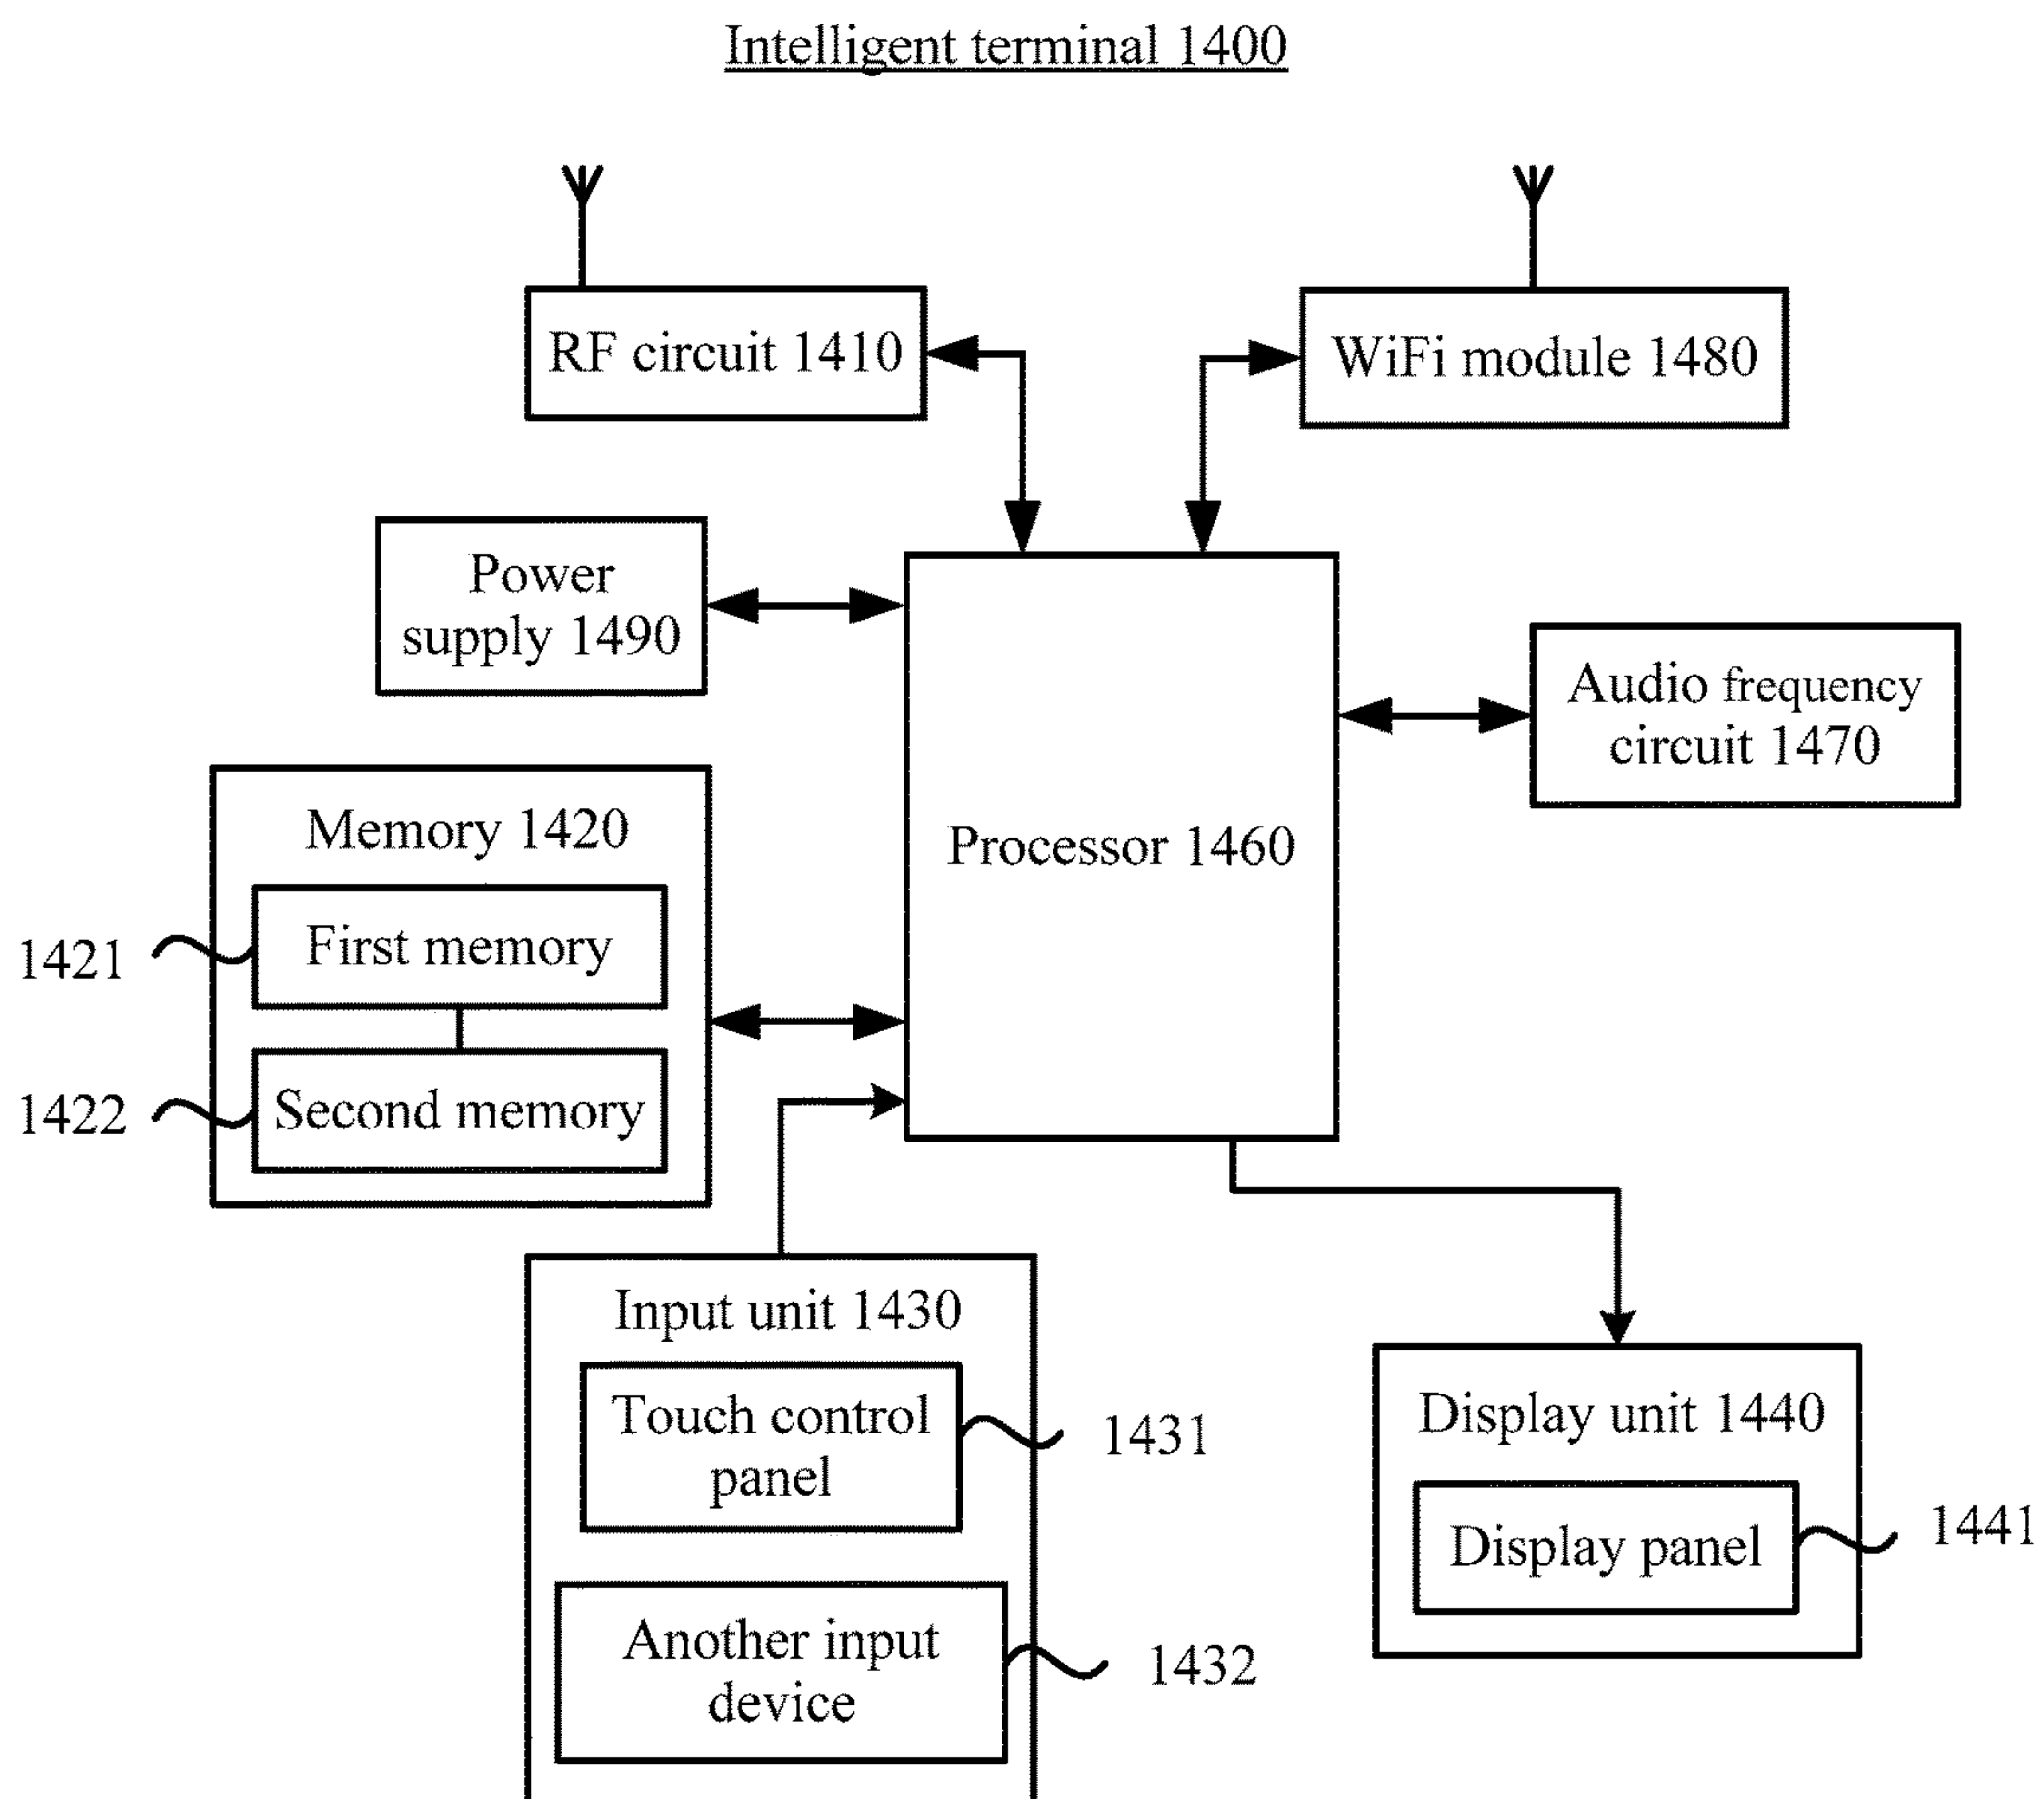 Intelligent terminal 1400
RF circuit 1410
WiFi module 1480
Power
supply 1490
Audio frequency
circuit 1470
Memory 1420
Processor 1460
First memory
1421
Second memory
1422
Input unit 1430
Touch control
panel
1431
Another input
device
1432
Display unit 1440
Display panel
1441